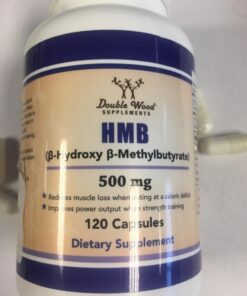 Double Wood®
SUPPLEMENTS
HMB
(β-Hydroxy β-Methylbutyrate)
500 mg
★ Reduces muscle loss when dieting at a caloric deficit
★ Improves power output when strength training
120 Capsules
Dietary Supplement